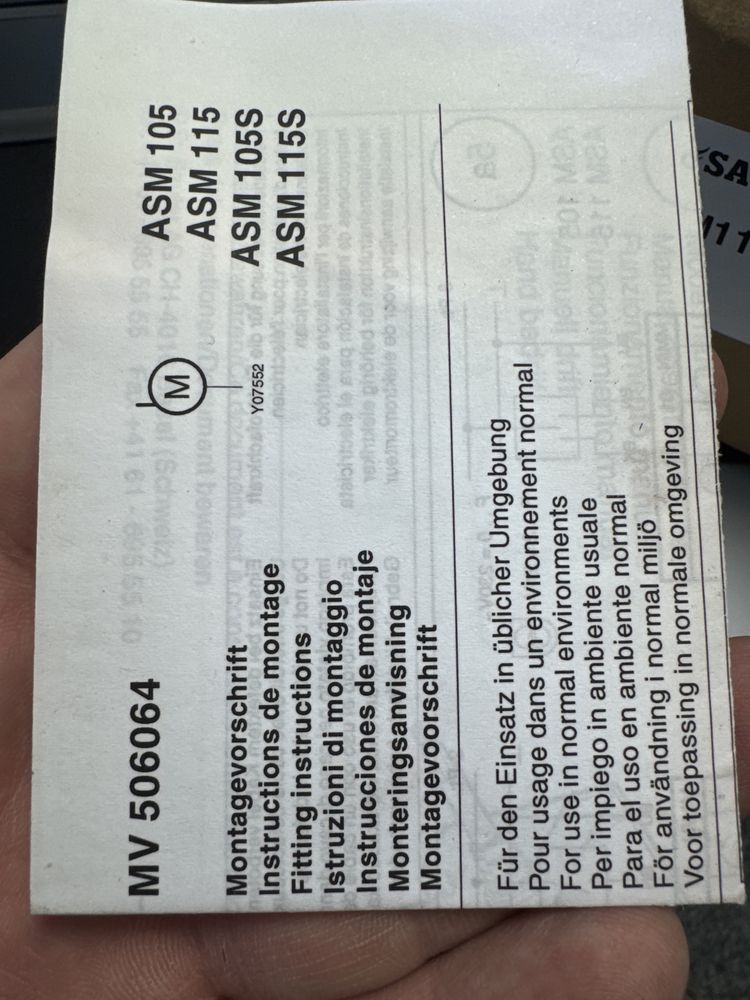 MV 506064
ASM 105
ASM 115
ASM 105S
ASM 115S
M
Y07552
Montagevorschrift
Instructions de montage
Fitting instructions
Istruzioni di montaggio
Instrucciones de montaje
Monteringsanvisning
Montagevoorschrift
Für den Einsatz in üblicher Umgebung
Pour usage dans un environnement normal
For use in normal environments
Per impiego in ambiente usuale
Para el uso en ambiente normal
För användning i normal miljö
Voor toepassing in normale omgeving
SA